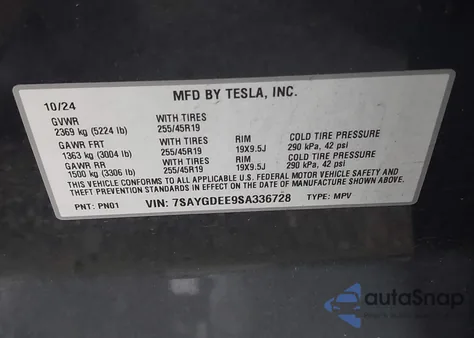 MFD BY TESLA, INC.
10/24
GVWR WITH TIRES
2369 kg (5224 lb) 255/45R19
GAWR FRT WITH TIRES RIM COLD TIRE PRESSURE
1363 kg (3004 lb) 255/45R19 19X9.5J 290 kPa, 42 psi
GAWR RR WITH TIRES RIM COLD TIRE PRESSURE
1500 kg (3306 lb) 255/45R19 19X9.5J 290 kPa, 42 psi
THIS VEHICLE CONFORMS TO ALL APPLICABLE U.S. FEDERAL MOTOR VEHICLE SAFETY AND
THEFT PREVENTION STANDARDS IN EFFECT ON THE DATE OF MANUFACTURE SHOWN ABOVE.
PNT: PN01 VIN: 7SAYGDEE9SA336728 TYPE: MPV
autaSnap